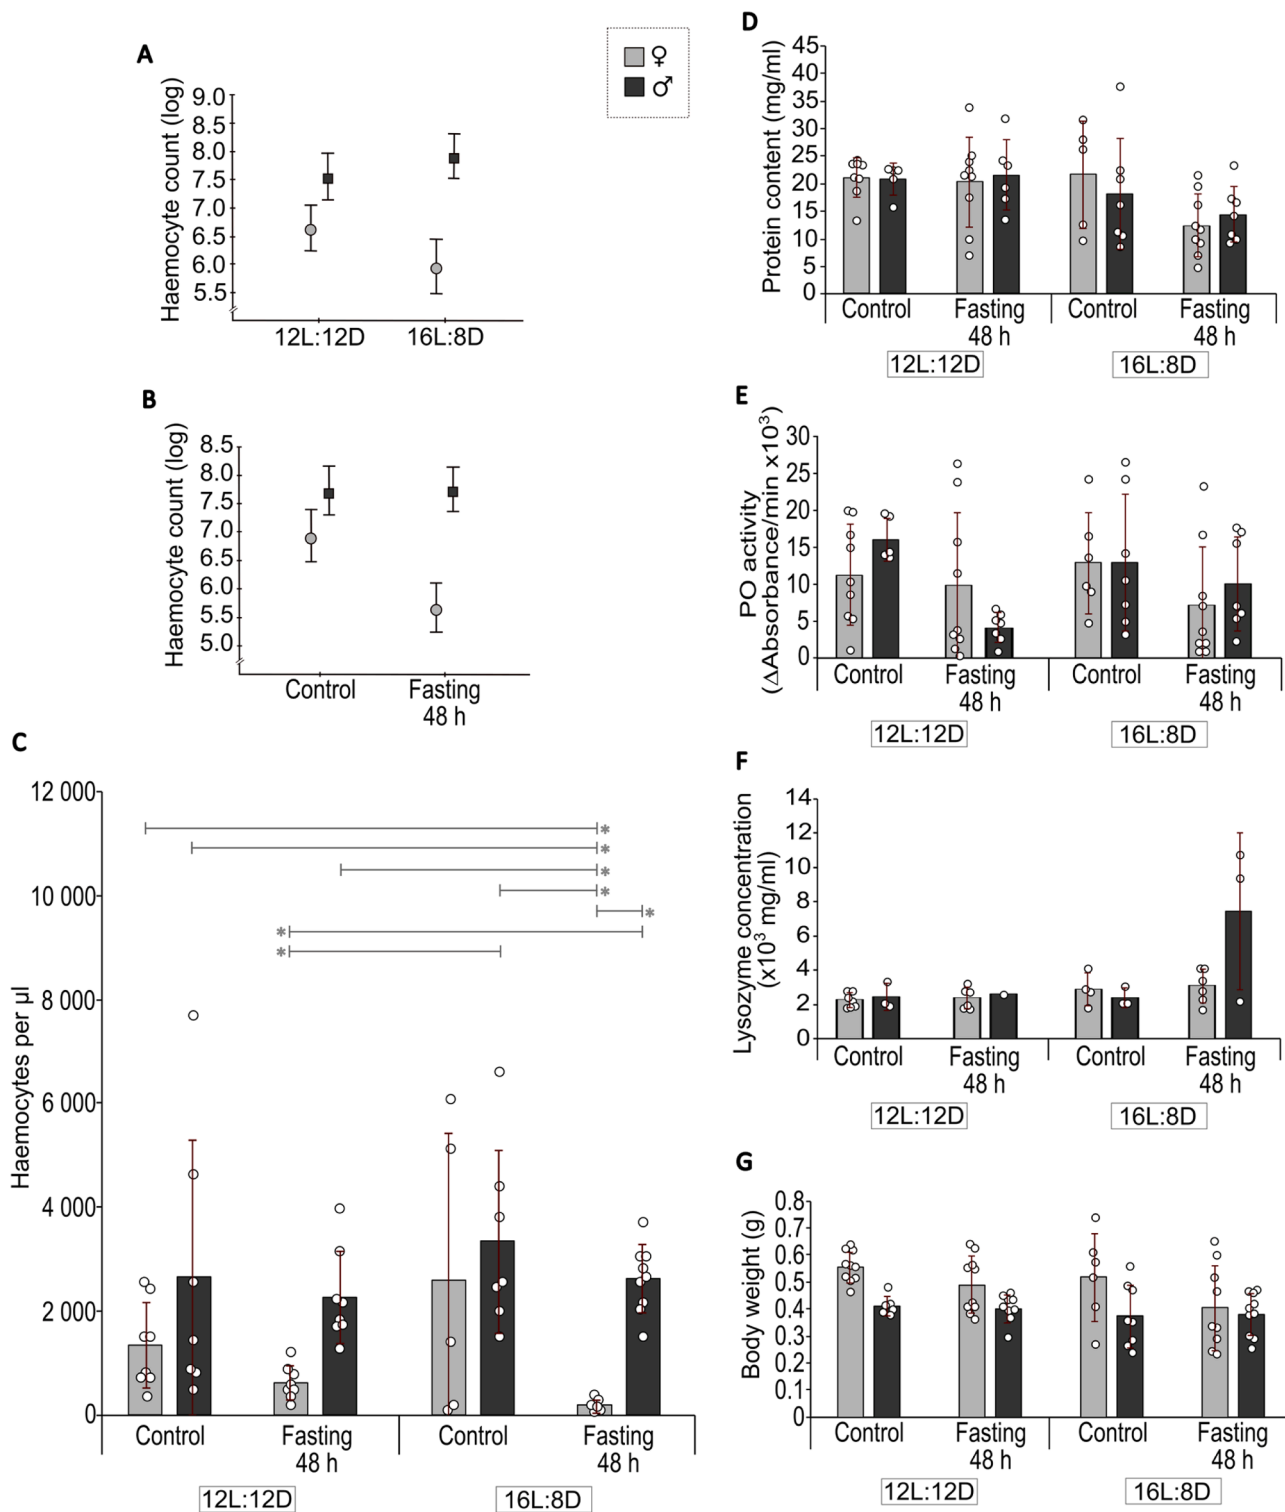 A
♀
♂
Haemocyte count (log)
9.0
8.5
8.0
7.5
7.0
6.5
6.0
5.5
12L:12D 16L:8D
B
Haemocyte count (log)
8.5
8.0
7.5
7.0
6.5
6.0
5.5
5.0
Control Fasting
48 h
C
Haemocytes per µl
12 000
10 000
8 000
6 000
4 000
2 000
0
* 
*
*
*
*
*
*
Control Fasting Control Fasting
48 h 48 h
12L:12D 16L:8D
D
Protein content (mg/ml)
45
40
35
30
25
20
15
10
5
0
Control Fasting Control Fasting
48 h 48 h
12L:12D 16L:8D
E
PO activity
(ΔAbsorbance/min x10³)
30
25
20
15
10
5
0
Control Fasting Control Fasting
48 h 48 h
12L:12D 16L:8D
F
Lysozyme concentration
(x10³ mg/ml)
14
12
10
8
6
4
2
0
Control Fasting Control Fasting
48 h 48 h
12L:12D 16L:8D
G
Body weight (g)
0.8
0.7
0.6
0.5
0.4
0.3
0.2
0.1
0
Control Fasting Control Fasting
48 h 48 h
12L:12D 16L:8D